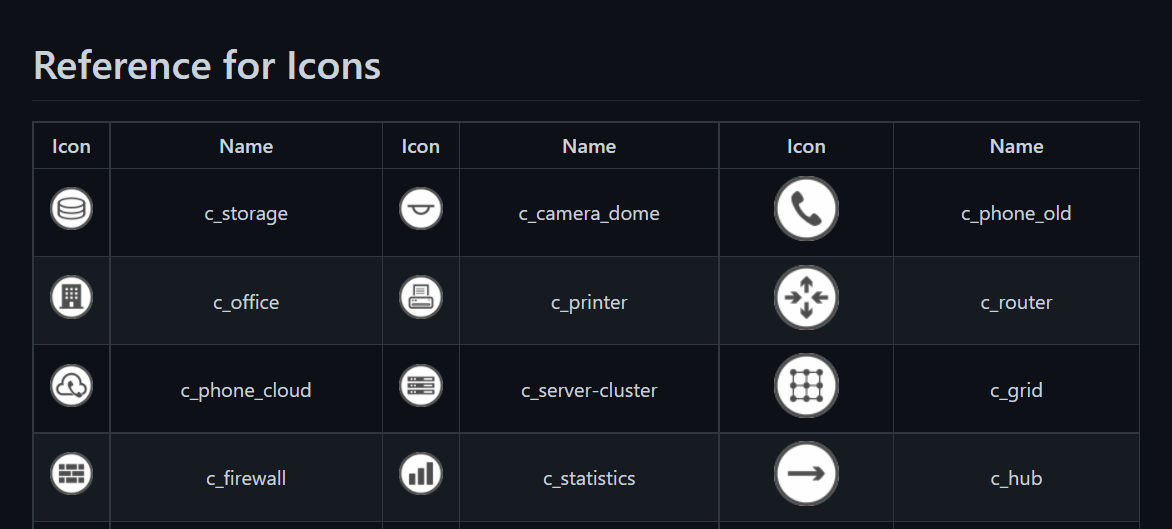 Reference for Icons
Icon Name Icon Name Icon Name
c_storage c_camera_dome c_phone_old
c_office c_printer c_router
c_phone_cloud c_server-cluster c_grid
c_firewall c_statistics c_hub